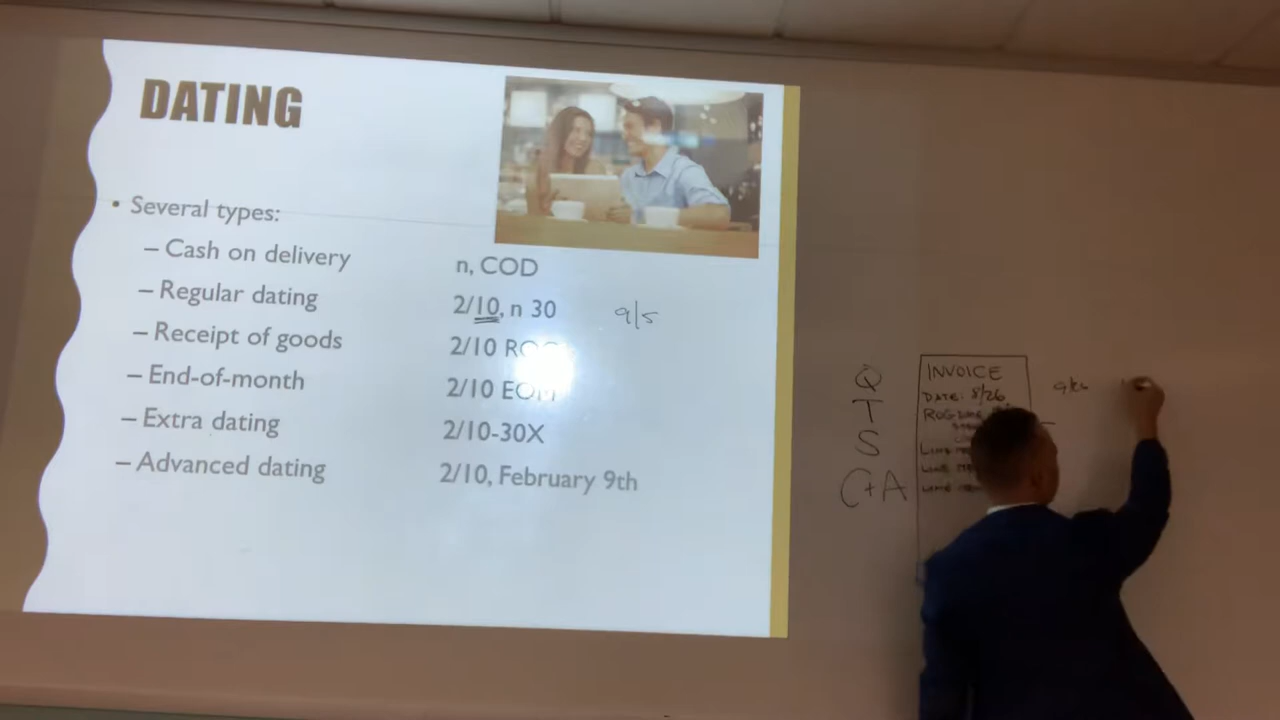 DATING
• Several types:
– Cash on delivery n, COD
– Regular dating 2/10, n 30 9/5
– Receipt of goods 2/10
– End-of-month 2/10 EOM
– Extra dating 2/10-30X
– Advanced dating 2/10, February 9th
Q
T
S
C+A
INVOICE
DATE: 8/26
ROG